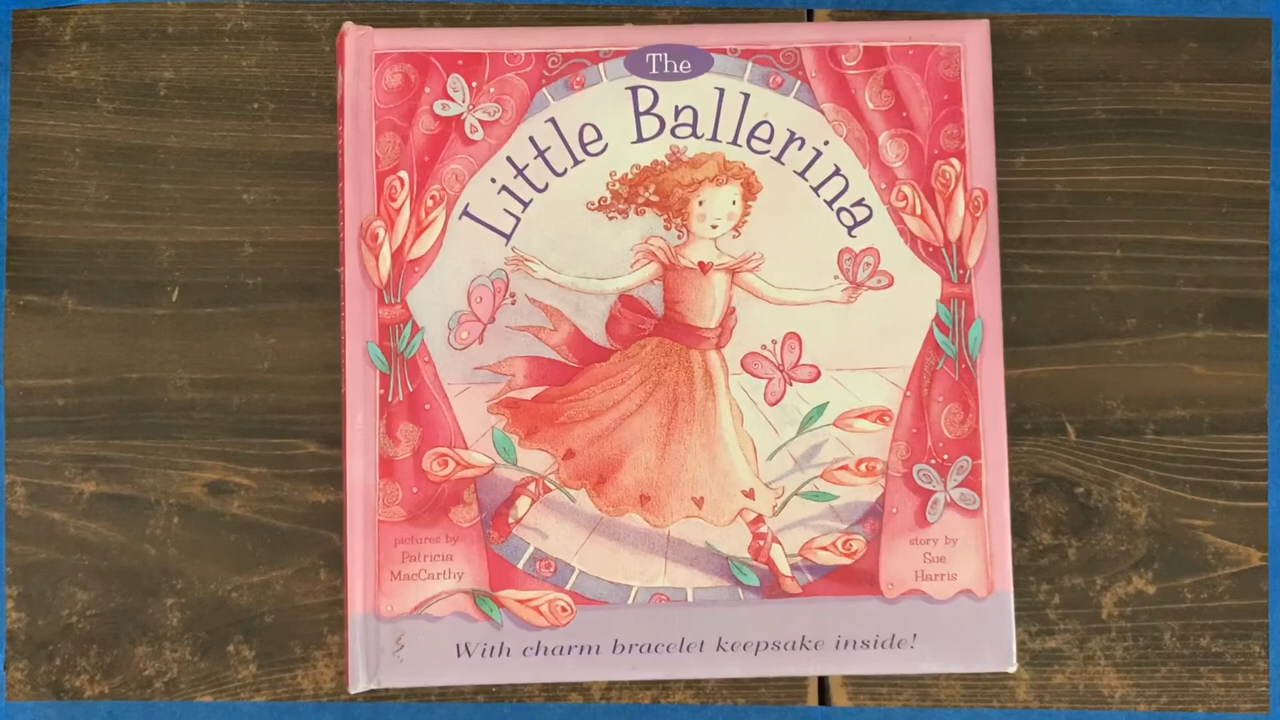 The
Little Ballerina
pictures by
Patricia
MacCarthy
story by
Sue
Harris
With charm bracelet keepsake inside!